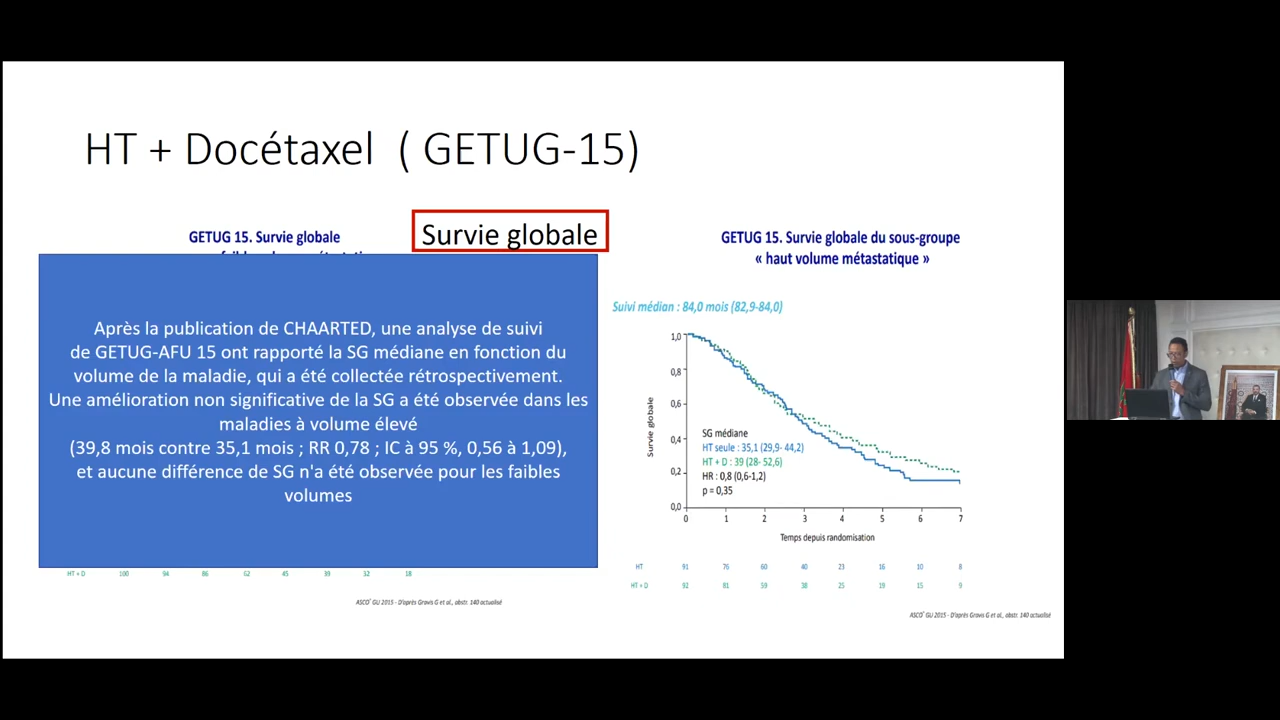 HT + Docétaxel ( GETUG-15)
Survie globale
GETUG 15. Survie globale
Après la publication de CHAARTED, une analyse de suivi
de GETUG-AFU 15 ont rapporté la SG médiane en fonction du
volume de la maladie, qui a été collectée rétrospectivement.
Une amélioration non significative de la SG a été observée dans les
maladies à volume élevé
(39,8 mois contre 35,1 mois ; RR 0,78 ; IC à 95 %, 0,56 à 1,09),
et aucune différence de SG n'a été observée pour les faibles
volumes
HT + D 100 94 86 62 45 39 32 18
ASCO® GU 2015 - D'après Gravis G et al., abstr. 140 actualisé
GETUG 15. Survie globale du sous-groupe
« haut volume métastatique »
Suivi médian : 84,0 mois (82,9-84,0)
Survie globale
1,0
0,8
0,6
0,4
0,2
0,0
SG médiane
HT seule : 35,1 (29,9- 44,2)
HT + D : 39 (28- 52,6)
HR : 0,8 (0,6-1,2)
p = 0,35
0 1 2 3 4 5 6 7
Temps depuis randomisation
HT 91 76 60 40 23 16 10 8
HT + D 92 81 59 38 25 19 15 9
ASCO® GU 2015 - D'après Gravis G et al., abstr. 140 actualisé